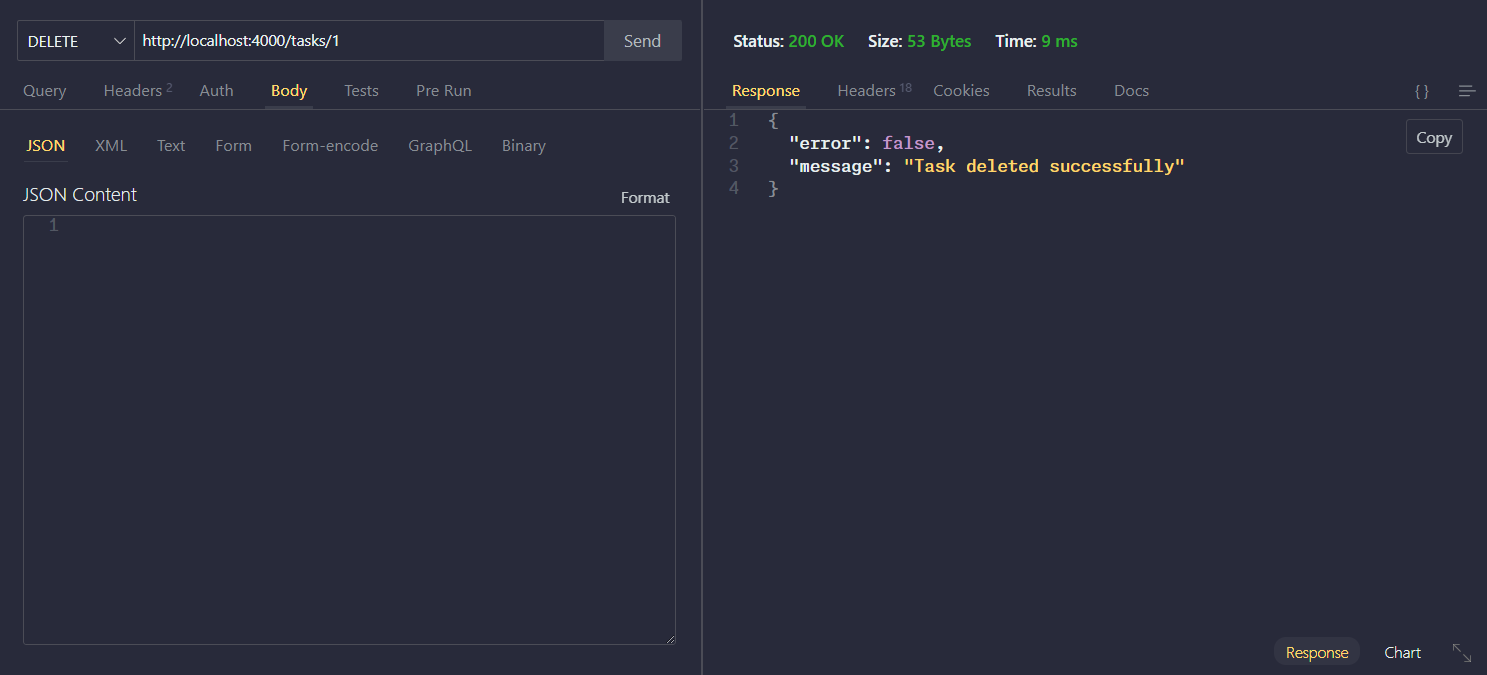 DELETE http://localhost:4000/tasks/1 Send
Query Headers 2 Auth Body Tests Pre Run
JSON XML Text Form Form-encode GraphQL Binary
JSON Content Format
1
Status: 200 OK Size: 53 Bytes Time: 9 ms
Response Headers 18 Cookies Results Docs { }
1 {
2 "error": false,
3 "message": "Task deleted successfully"
4 }
Copy
Response Chart